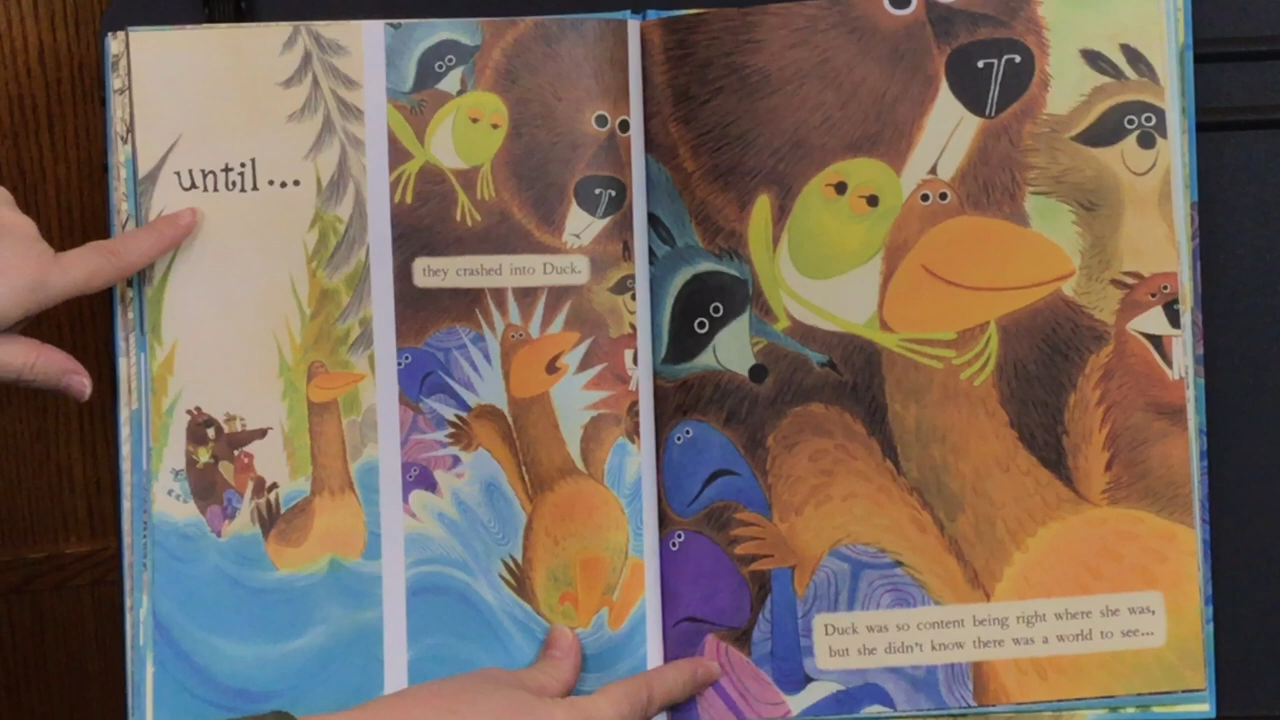 until...
they crashed into Duck.
Duck was so content being right where she was,
but she didn't know there was a world to see...